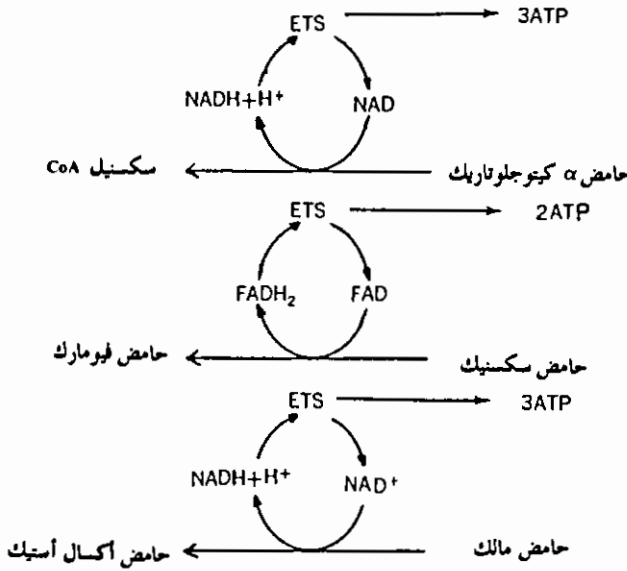 ETS 3ATP
NADH+H⁺ NAD
حامض α كيتوجلوتاريك سكسنيل CoA
ETS 2ATP
FADH₂ FAD
حامض سكسنيك حامض فيومارك
ETS 3ATP
NADH+H⁺ NAD⁺
حامض مالك حامض أكسال أستيك